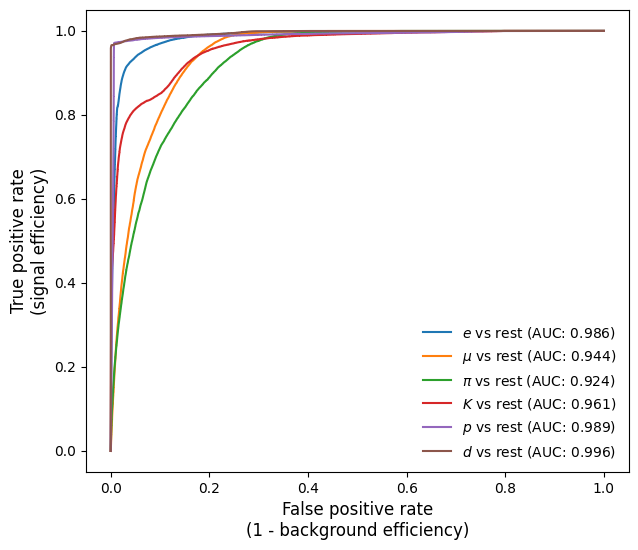 True positive rate
(signal efficiency)
1.0
0.8
0.6
0.4
0.2
0.0
e vs rest (AUC: 0.986)
μ vs rest (AUC: 0.944)
π vs rest (AUC: 0.924)
K vs rest (AUC: 0.961)
p vs rest (AUC: 0.989)
d vs rest (AUC: 0.996)
0.0 0.2 0.4 0.6 0.8 1.0
False positive rate
(1 - background efficiency)